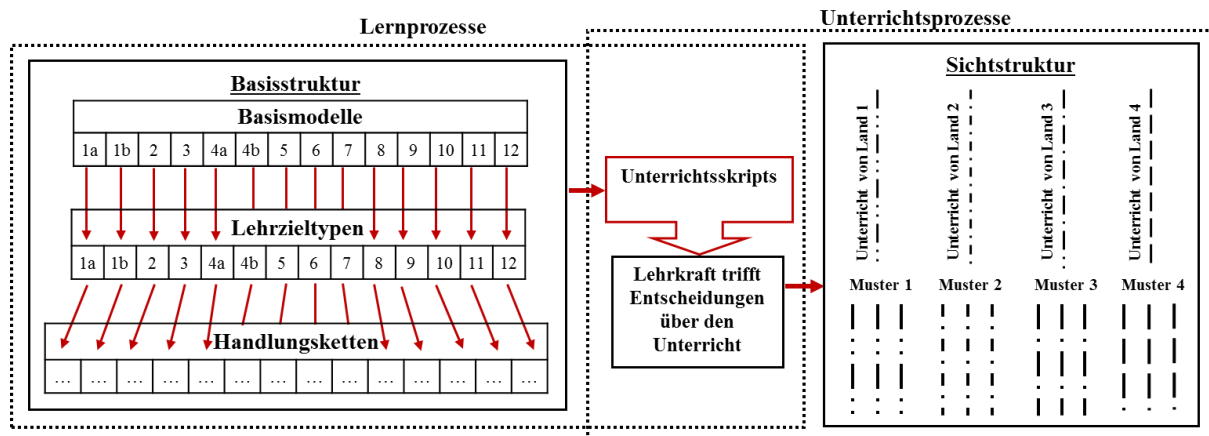 Lernprozesse
Unterrichtsprozesse
Basisstruktur
Basismodelle
1a 1b 2 3 4a 4b 5 6 7 8 9 10 11 12
Lehrzieltypen
1a 1b 2 3 4a 4b 5 6 7 8 9 10 11 12
Handlungsketten
... ... ... ... ... ... ... ... ... ... ... ... ... ...
Unterrichtsskripts
Lehrkraft trifft
Entscheidungen
über den
Unterricht
Sichtstruktur
Unterricht von Land 1
Unterricht von Land 2
Unterricht von Land 3
Unterricht von Land 4
Muster 1 Muster 2 Muster 3 Muster 4